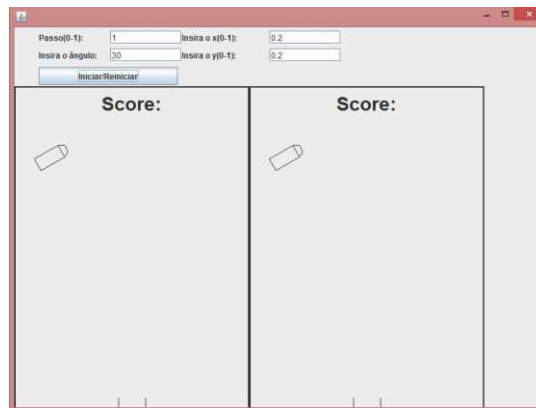 Passo(0-1): 1 Insira o x(0-1): 0.2
Insira o ângulo: 30 Insira o y(0-1): 0.2
Iniciar/Reiniciar
Score: Score: